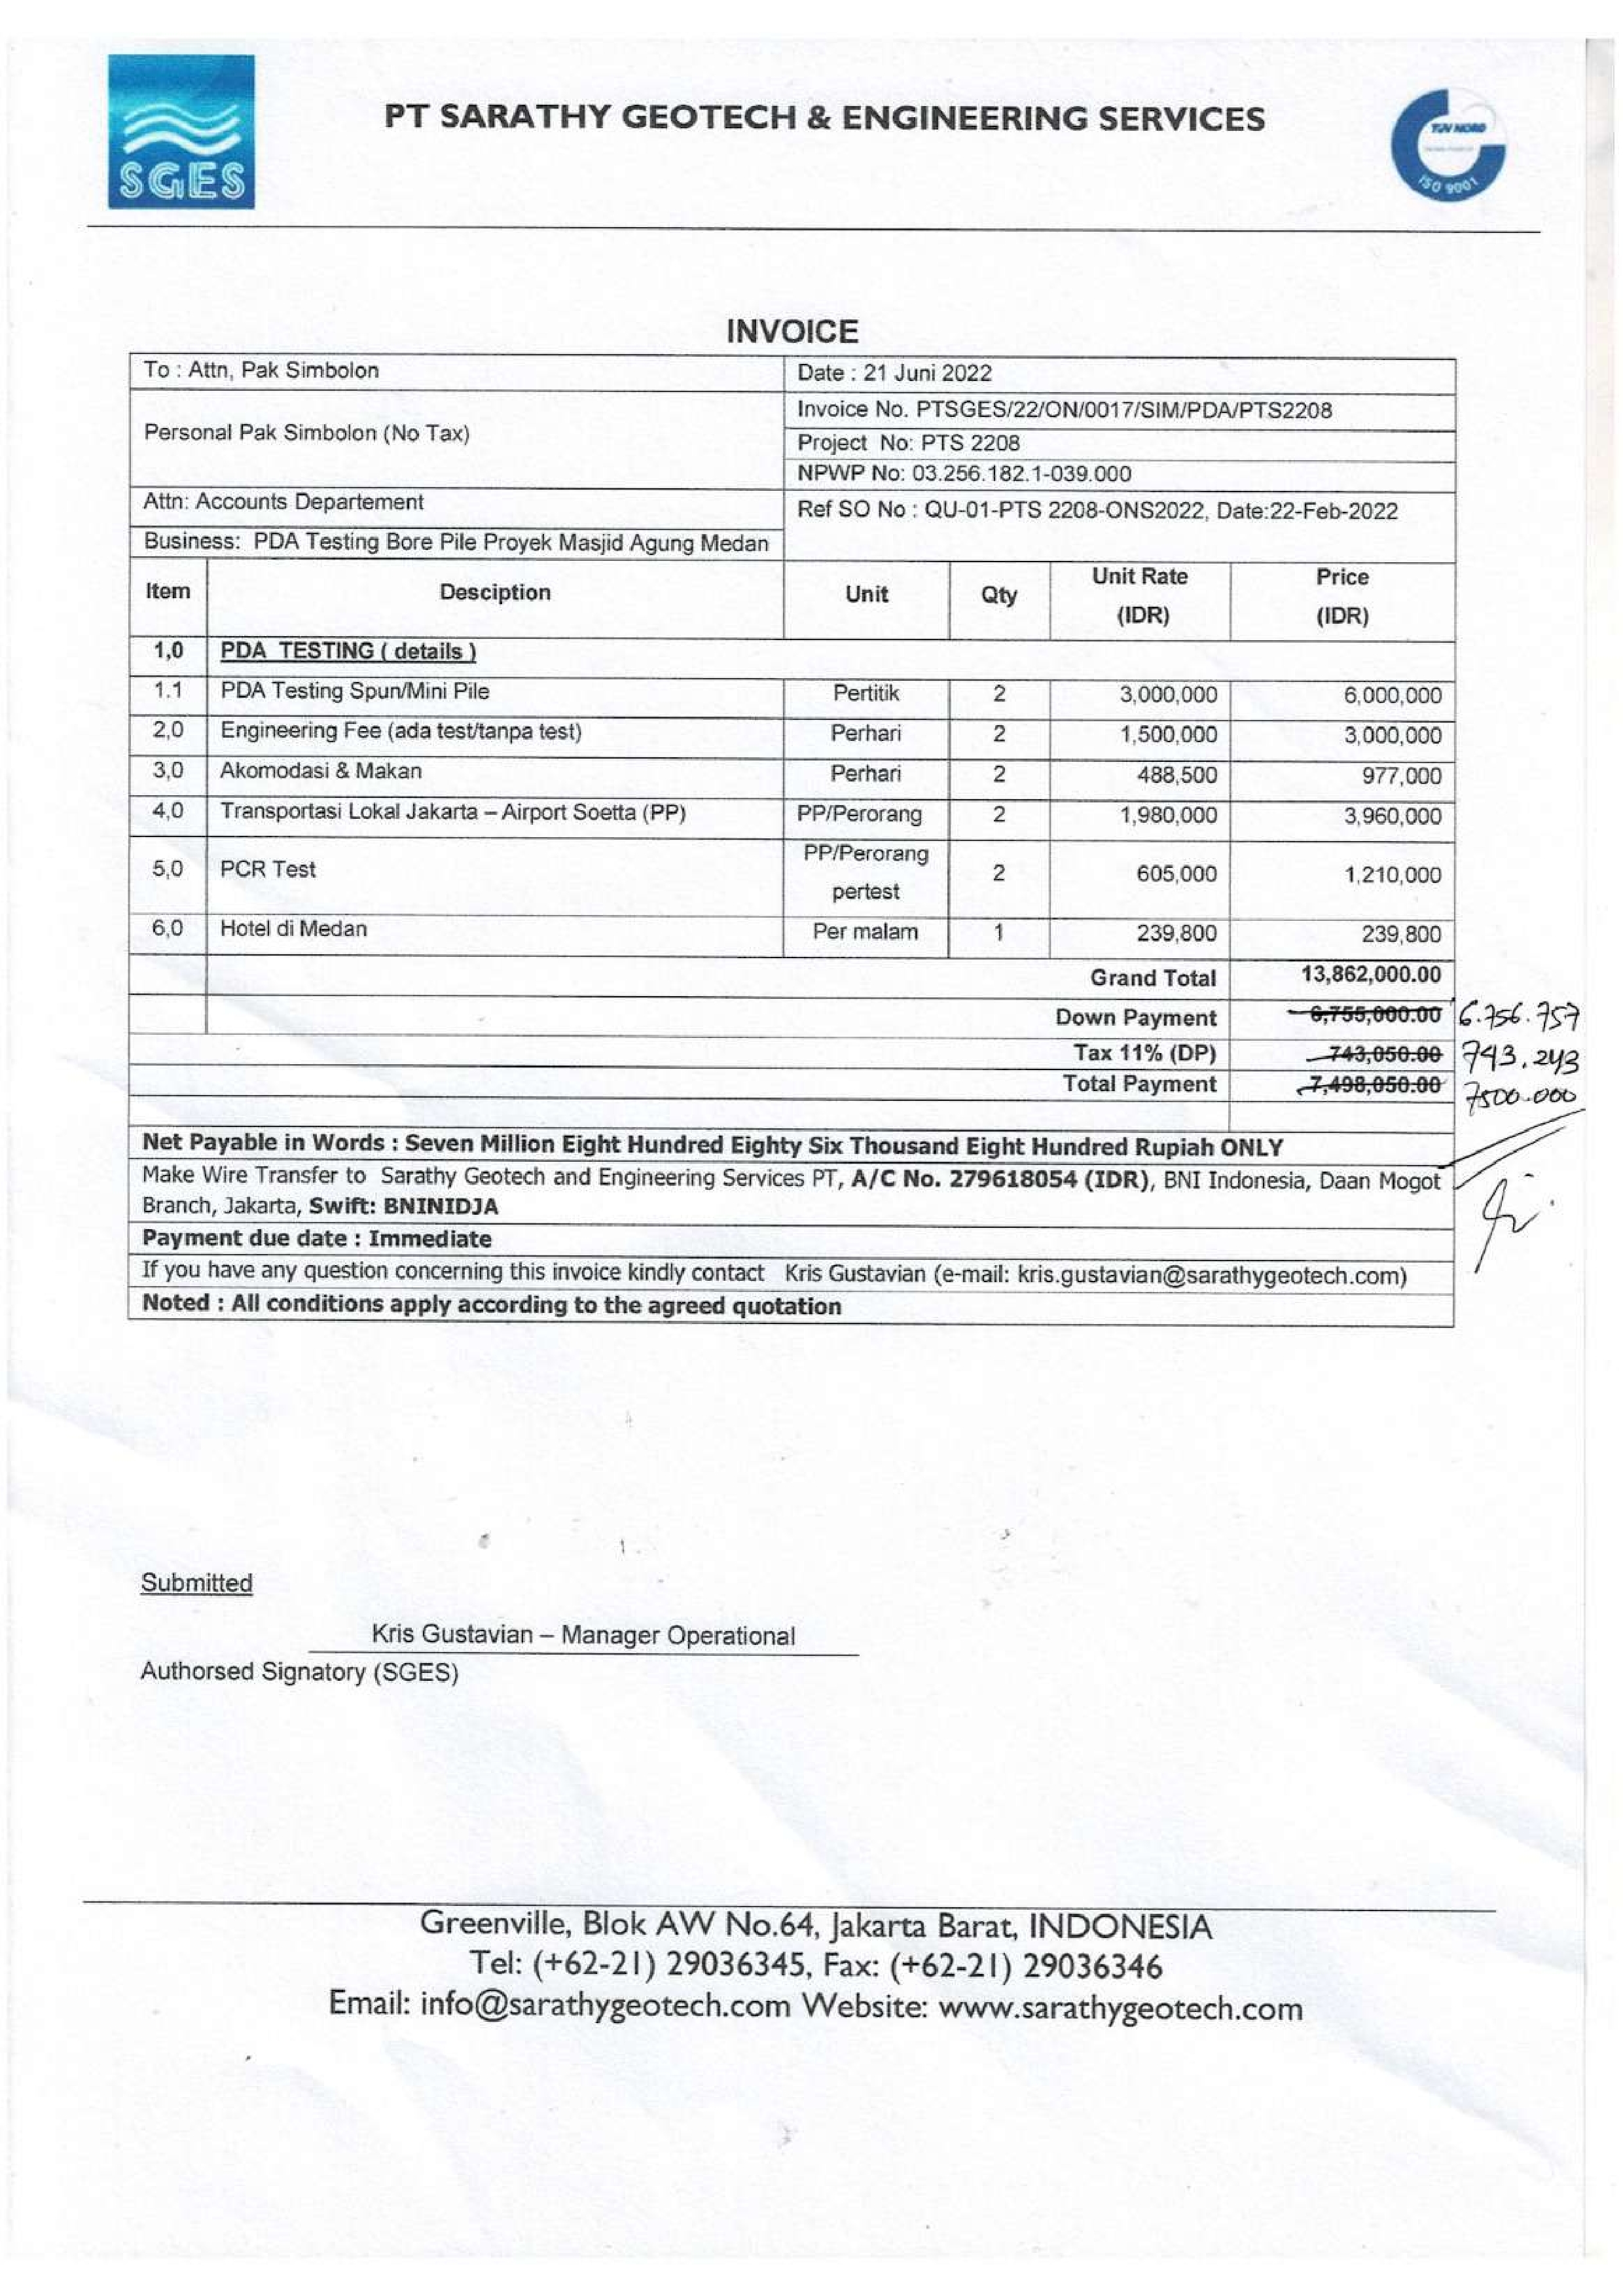 SGES
PT SARATHY GEOTECH & ENGINEERING SERVICES
TUV NORD
ISO 9001
INVOICE
To : Attn, Pak Simbolon
Date : 21 Juni 2022
Personal Pak Simbolon (No Tax)
Invoice No. PTSGES/22/ON/0017/SIM/PDA/PTS2208
Project No: PTS 2208
NPWP No: 03.256.182.1-039.000
Attn: Accounts Departement
Ref SO No : QU-01-PTS 2208-ONS2022, Date:22-Feb-2022
Business: PDA Testing Bore Pile Proyek Masjid Agung Medan
Item Desciption Unit Qty Unit Rate (IDR) Price (IDR)
1,0 PDA TESTING ( details )
1.1 PDA Testing Spun/Mini Pile Pertitik 2 3,000,000 6,000,000
2,0 Engineering Fee (ada test/tanpa test) Perhari 2 1,500,000 3,000,000
3,0 Akomodasi & Makan Perhari 2 488,500 977,000
4,0 Transportasi Lokal Jakarta – Airport Soetta (PP) PP/Perorang 2 1,980,000 3,960,000
5,0 PCR Test PP/Perorang pertest 2 605,000 1,210,000
6,0 Hotel di Medan Per malam 1 239,800 239,800
Grand Total 13,862,000.00
Down Payment 6,755,000.00 6.756.757
Tax 11% (DP) 743,050.00 743.243
Total Payment 7,498,050.00 7500.000
Net Payable in Words : Seven Million Eight Hundred Eighty Six Thousand Eight Hundred Rupiah ONLY
Make Wire Transfer to Sarathy Geotech and Engineering Services PT, A/C No. 279618054 (IDR), BNI Indonesia, Daan Mogot
Branch, Jakarta, Swift: BNINIDJA
Payment due date : Immediate
If you have any question concerning this invoice kindly contact Kris Gustavian (e-mail: kris.gustavian@sarathygeotech.com)
Noted : All conditions apply according to the agreed quotation
Submitted
Kris Gustavian – Manager Operational
Authorsed Signatory (SGES)
Greenville, Blok AW No.64, Jakarta Barat, INDONESIA
Tel: (+62-21) 29036345, Fax: (+62-21) 29036346
Email: info@sarathygeotech.com Website: www.sarathygeotech.com